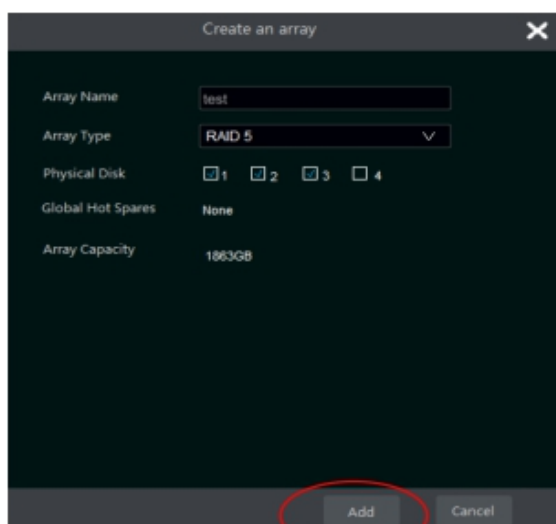 Create an array
Array Name test
Array Type RAID 5
Physical Disk 1 2 3 4
Global Hot Spares None
Array Capacity 1863GB
Add Cancel